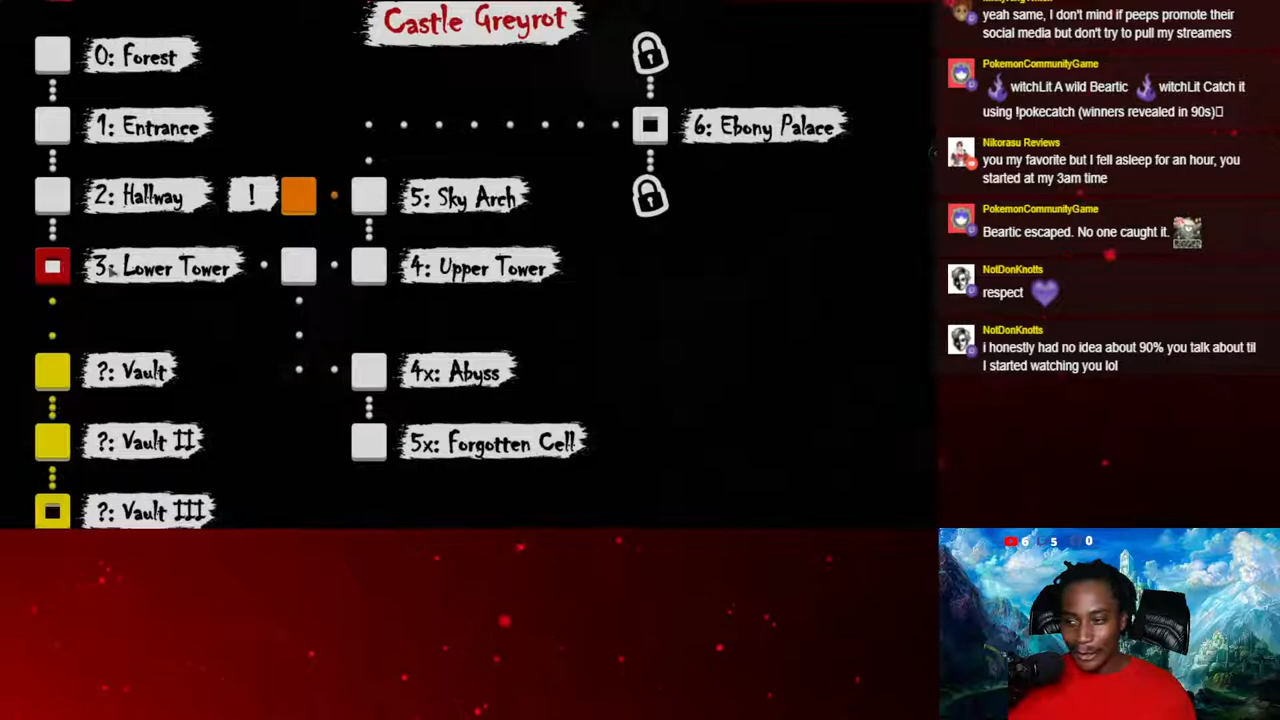 Castle Greyrot
0: Forest
1: Entrance
6: Ebony Palace
2: Hallway
!
5: Sky Arch
3: Lower Tower
4: Upper Tower
?: Vault
4x: Abyss
?: Vault II
5x: Forgotten Cell
?: Vault III
yeah same, I don't mind if peeps promote their
social media but don't try to pull my streamers
PokemonCommunityGame
witchLit A wild Beartic witchLit Catch it
using !pokecatch (winners revealed in 90s)
Nikorasu Reviews
you my favorite but I fell asleep for an hour, you
started at my 3am time
PokemonCommunityGame
Beartic escaped. No one caught it.
NotDonKnotts
respect
NotDonKnotts
i honestly had no idea about 90% you talk about til
I started watching you lol
6 5 0